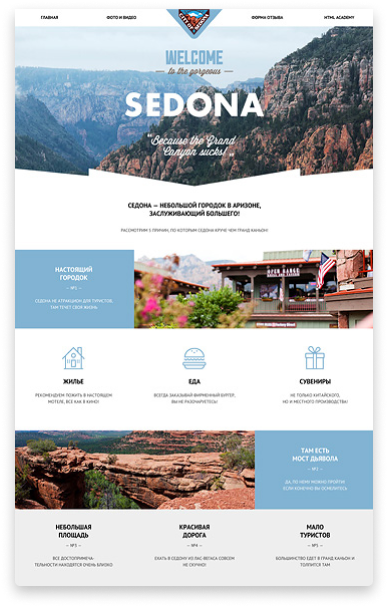 ГЛАВНАЯ
ФОТО И ВИДЕО
ФОРМА ОТЗЫВА
HTML ACADEMY
SEDONA
WELCOME
to the gorgeous
SEDONA
“Because the Grand
Canyon sucks!”
СЕДОНА — НЕБОЛЬШОЙ ГОРОДОК В АРИЗОНЕ,
ЗАСЛУЖИВАЮЩИЙ БОЛЬШЕГО!
РАССМОТРИМ 5 ПРИЧИН, ПО КОТОРЫМ СЕДОНА КРУЧЕ ЧЕМ ГРАНД КАНЬОН!
НАСТОЯЩИЙ
ГОРОДОК
— №1 —
СЕДОНА НЕ АТРАКЦИОН ДЛЯ ТУРИСТОВ,
ТАМ ТЕЧЕТ СВОЯ ЖИЗНЬ
OPEN RANGE
ЖИЛЬЕ
РЕКОМЕНДУЕМ ПОЖИТЬ В НАСТОЯЩЕМ
МОТЕЛЕ, ВСЕ КАК В КИНО!
ЕДА
ВСЕГДА ЗАКАЗЫВАЙ ФИРМЕННЫЙ БУРГЕР,
ВЫ НЕ РАЗОЧАРУЕТЕСЬ!
СУВЕНИРЫ
НЕ ТОЛЬКО КИТАЙСКОГО,
НО И МЕСТНОГО ПРОИЗВОДСТВА!
ТАМ ЕСТЬ
МОСТ ДЬЯВОЛА
— №2 —
ДА, ПО НЕМУ МОЖНО ПРОЙТИ
ЕСЛИ КОНЕЧНО ВЫ ОСМЕЛИТЕСЬ
НЕБОЛЬШАЯ
ПЛОЩАДЬ
— №3 —
ВСЕ ДОСТОПРИМЕЧА-
ТЕЛЬНОСТИ НАХОДЯТСЯ ОЧЕНЬ БЛИЗКО
КРАСИВАЯ
ДОРОГА
— №4 —
ЕХАТЬ В СЕДОНУ ИЗ ЛАС ВЕГАСА СОВСЕМ
НЕ СКУЧНО!
МАЛО
ТУРИСТОВ
— №5 —
БОЛЬШИНСТВО ЕДЕТ В ГРАНД КАНЬОН И
ТОЛПИТСЯ ТАМ